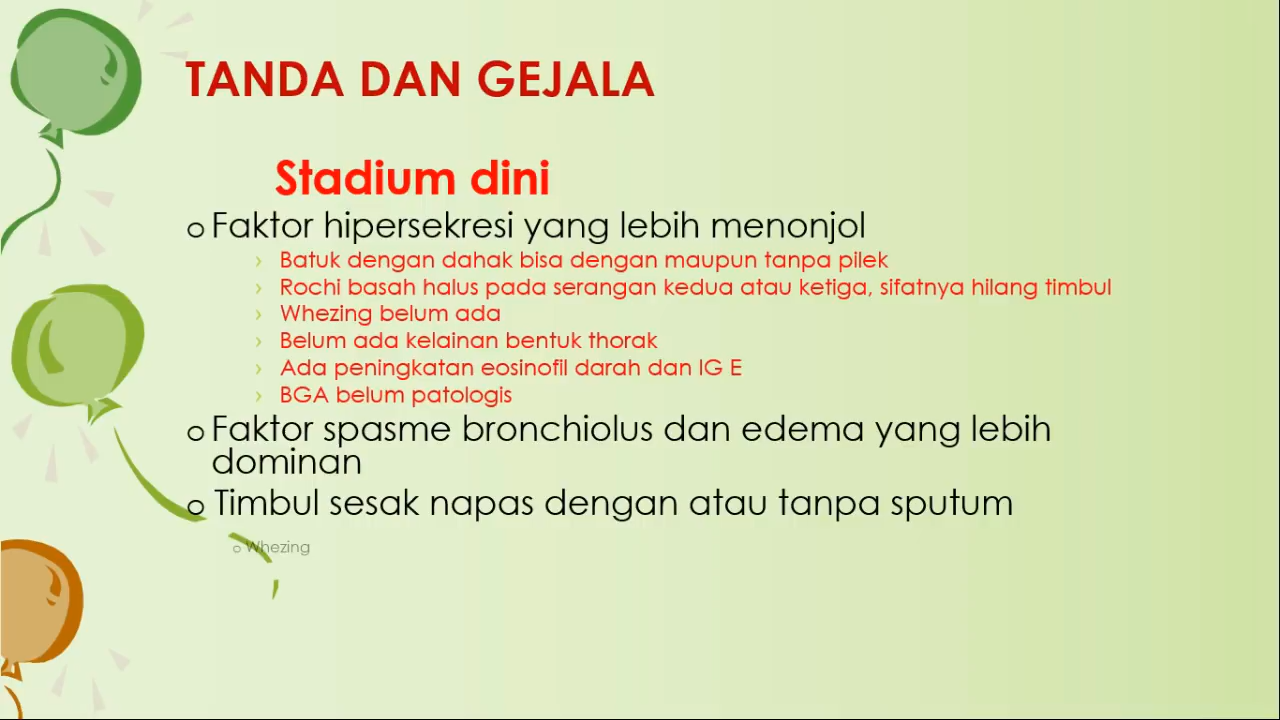 TANDA DAN GEJALA
Stadium dini
o Faktor hipersekresi yang lebih menonjol
› Batuk dengan dahak bisa dengan maupun tanpa pilek
› Rochi basah halus pada serangan kedua atau ketiga, sifatnya hilang timbul
› Whezing belum ada
› Belum ada kelainan bentuk thorak
› Ada peningkatan eosinofil darah dan IG E
› BGA belum patologis
o Faktor spasme bronchiolus dan edema yang lebih
dominan
o Timbul sesak napas dengan atau tanpa sputum
o Whezing